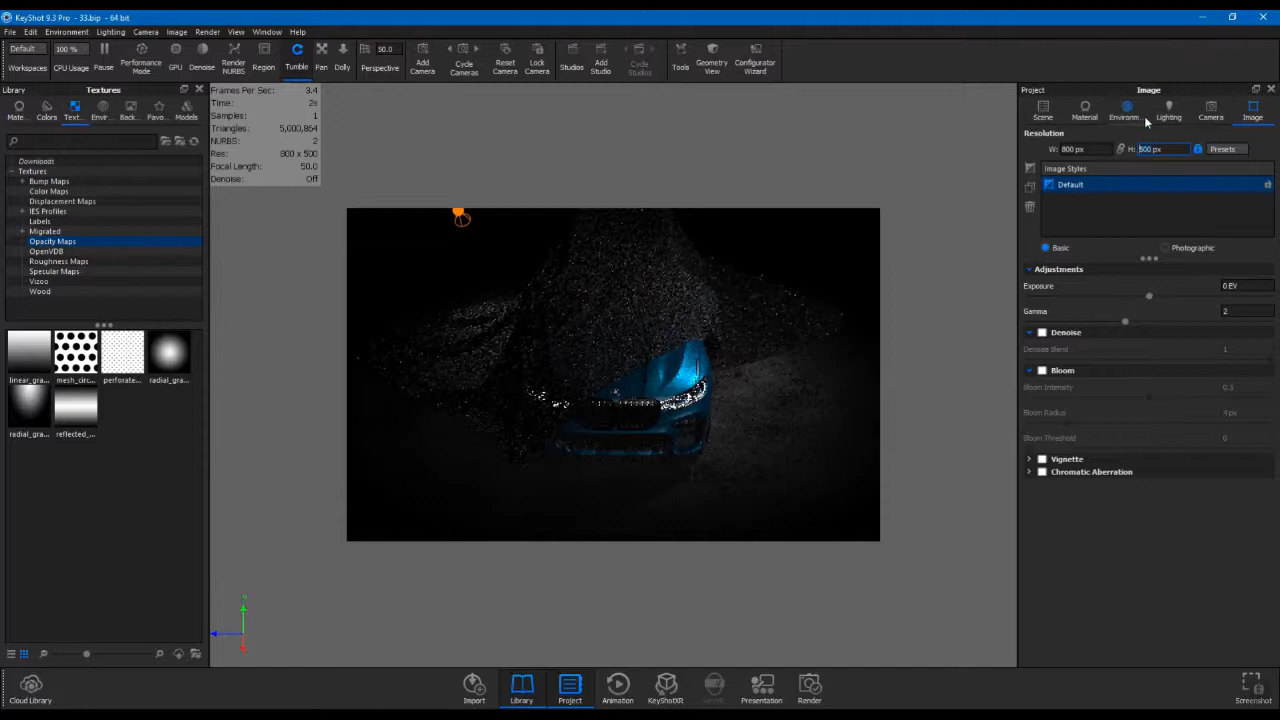 KeyShot 9.3 Pro - 33.bip - 64 bit
File Edit Environment Lighting Camera Image Render View Window Help
Default 100 % 50.0
Workspaces CPU Usage Pause Performance Mode GPU Denoise Render NURBS Region Tumble Pan Dolly Perspective Add Camera Cycle Cameras Reset Camera Lock Camera Studios Add Studio Cycle Studios Tools Geometry View Configurator Wizard
Library Textures
Mate... Colors Text... Envir... Back... Favo... Models
Downloads
Textures
Bump Maps
Color Maps
Displacement Maps
IES Profiles
Labels
Migrated
Opacity Maps
OpenVDB
Roughness Maps
Specular Maps
Vizoo
Wood
linear_gra... mesh_circ... perforate... radial_gra...
radial_gra... reflected_...
Frames Per Sec: 3.4
Time: 2s
Samples: 1
Triangles: 5,000,864
NURBS: 2
Res: 800 x 500
Focal Length: 50.0
Denoise: Off
Project Image
Scene Material Environm... Lighting Camera Image
Resolution
W: 800 px H: 500 px Presets
Image Styles
Default
Basic Photographic
Adjustments
Exposure 0 EV
Gamma 2
Denoise
Denoise Blend 1
Bloom
Bloom Intensity 0.5
Bloom Radius 4 px
Bloom Threshold 0
Vignette
Chromatic Aberration
Cloud Library Import Library Project Animation KeyShotXR Presentation Render Screenshot